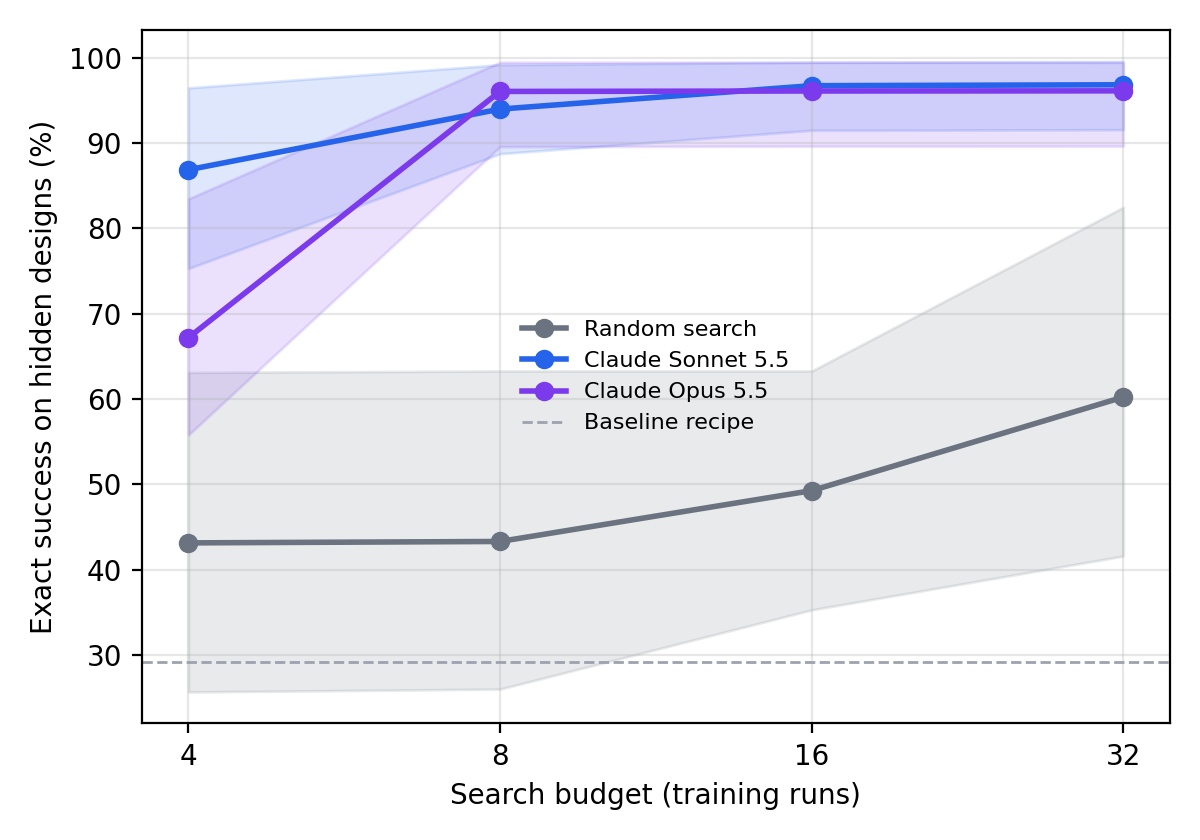 Exact success on hidden designs (%)
100
90
80
70
60
50
40
30
Random search
Claude Sonnet 5.5
Claude Opus 5.5
Baseline recipe
4 8 16 32
Search budget (training runs)